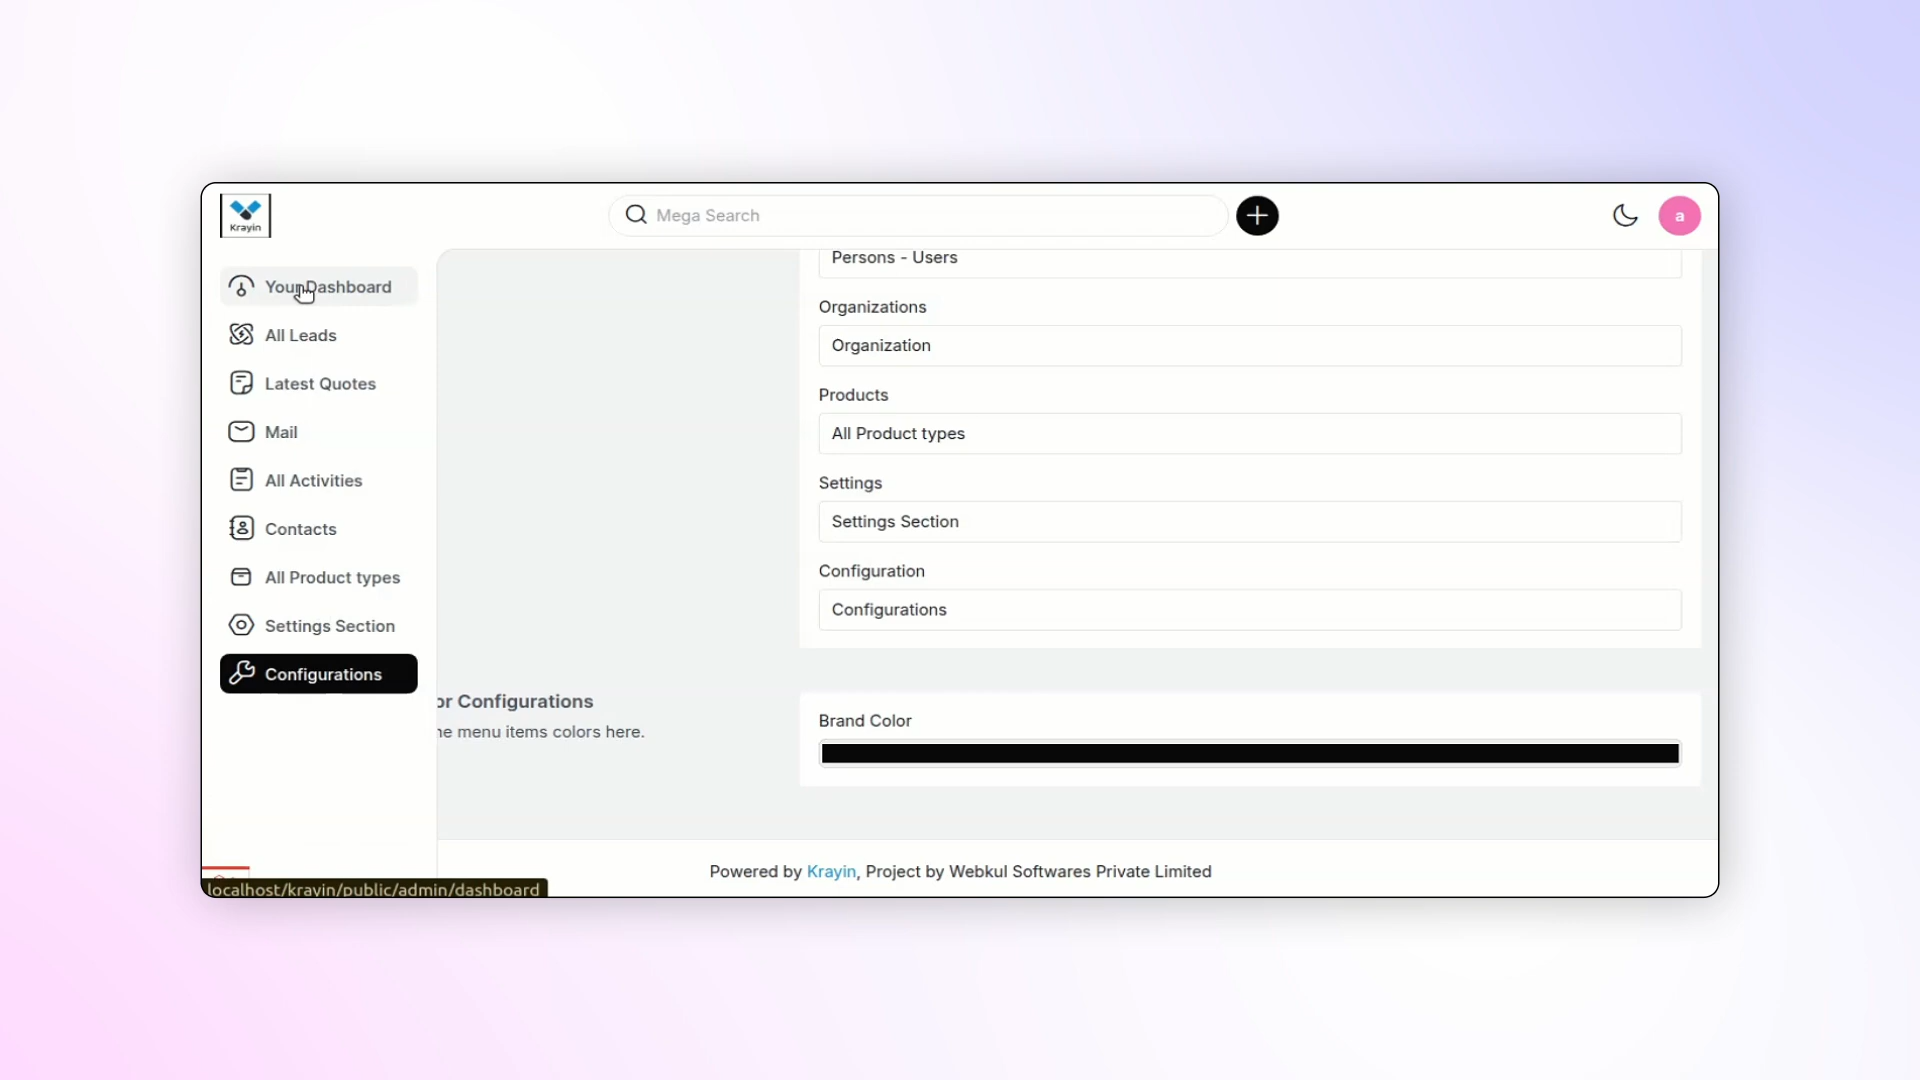 Krayin
Mega Search
a
Your Dashboard
All Leads
Latest Quotes
Mail
All Activities
Contacts
All Product types
Settings Section
Configurations
Persons - Users
Organizations
Organization
Products
All Product types
Settings
Settings Section
Configuration
Configurations
or Configurations
he menu items colors here.
Brand Color
Powered by Krayin, Project by Webkul Softwares Private Limited
localhost/krayin/public/admin/dashboard